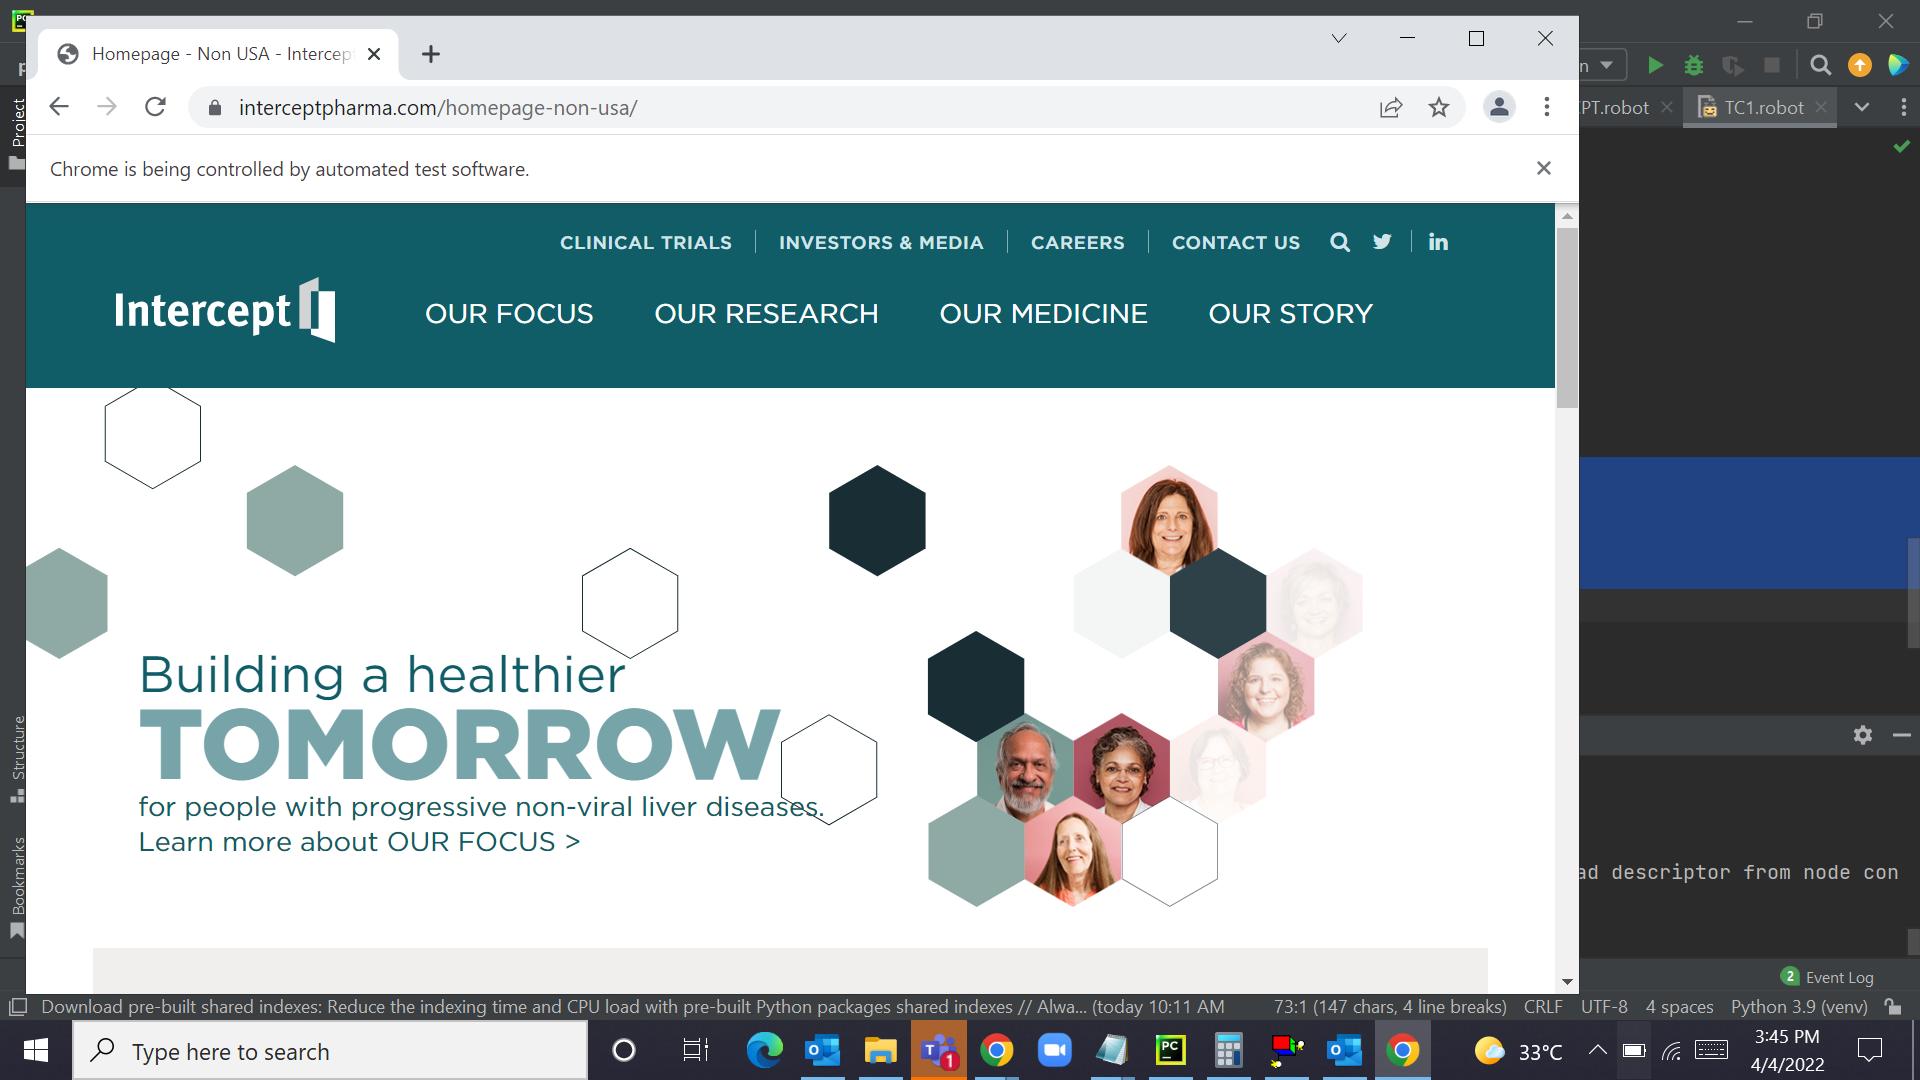 Homepage - Non USA - Intercep
interceptpharma.com/homepage-non-usa/
Chrome is being controlled by automated test software.
CLINICAL TRIALS
INVESTORS & MEDIA
CAREERS
CONTACT US
in
Intercept
OUR FOCUS
OUR RESEARCH
OUR MEDICINE
OUR STORY
Building a healthier
TOMORROW
for people with progressive non-viral liver diseases.
Learn more about OUR FOCUS >
PT.robot
TC1.robot
Project
Structure
Bookmarks
ad descriptor from node con
2 Event Log
Download pre-built shared indexes: Reduce the indexing time and CPU load with pre-built Python packages shared indexes // Alwa... (today 10:11 AM
73:1 (147 chars, 4 line breaks)
CRLF
UTF-8
4 spaces
Python 3.9 (venv)
Type here to search
1
PC
33°C
3:45 PM
4/4/2022